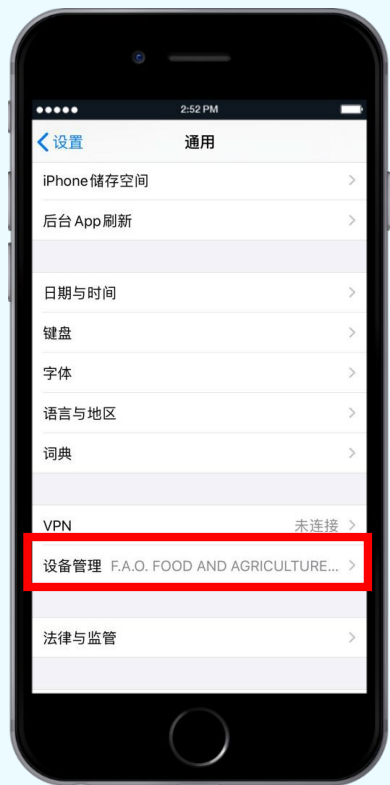 2:52 PM
设置 通用
iPhone储存空间
后台App刷新
日期与时间
键盘
字体
语言与地区
词典
VPN 未连接
设备管理 F.A.O. FOOD AND AGRICULTURE...
法律与监管